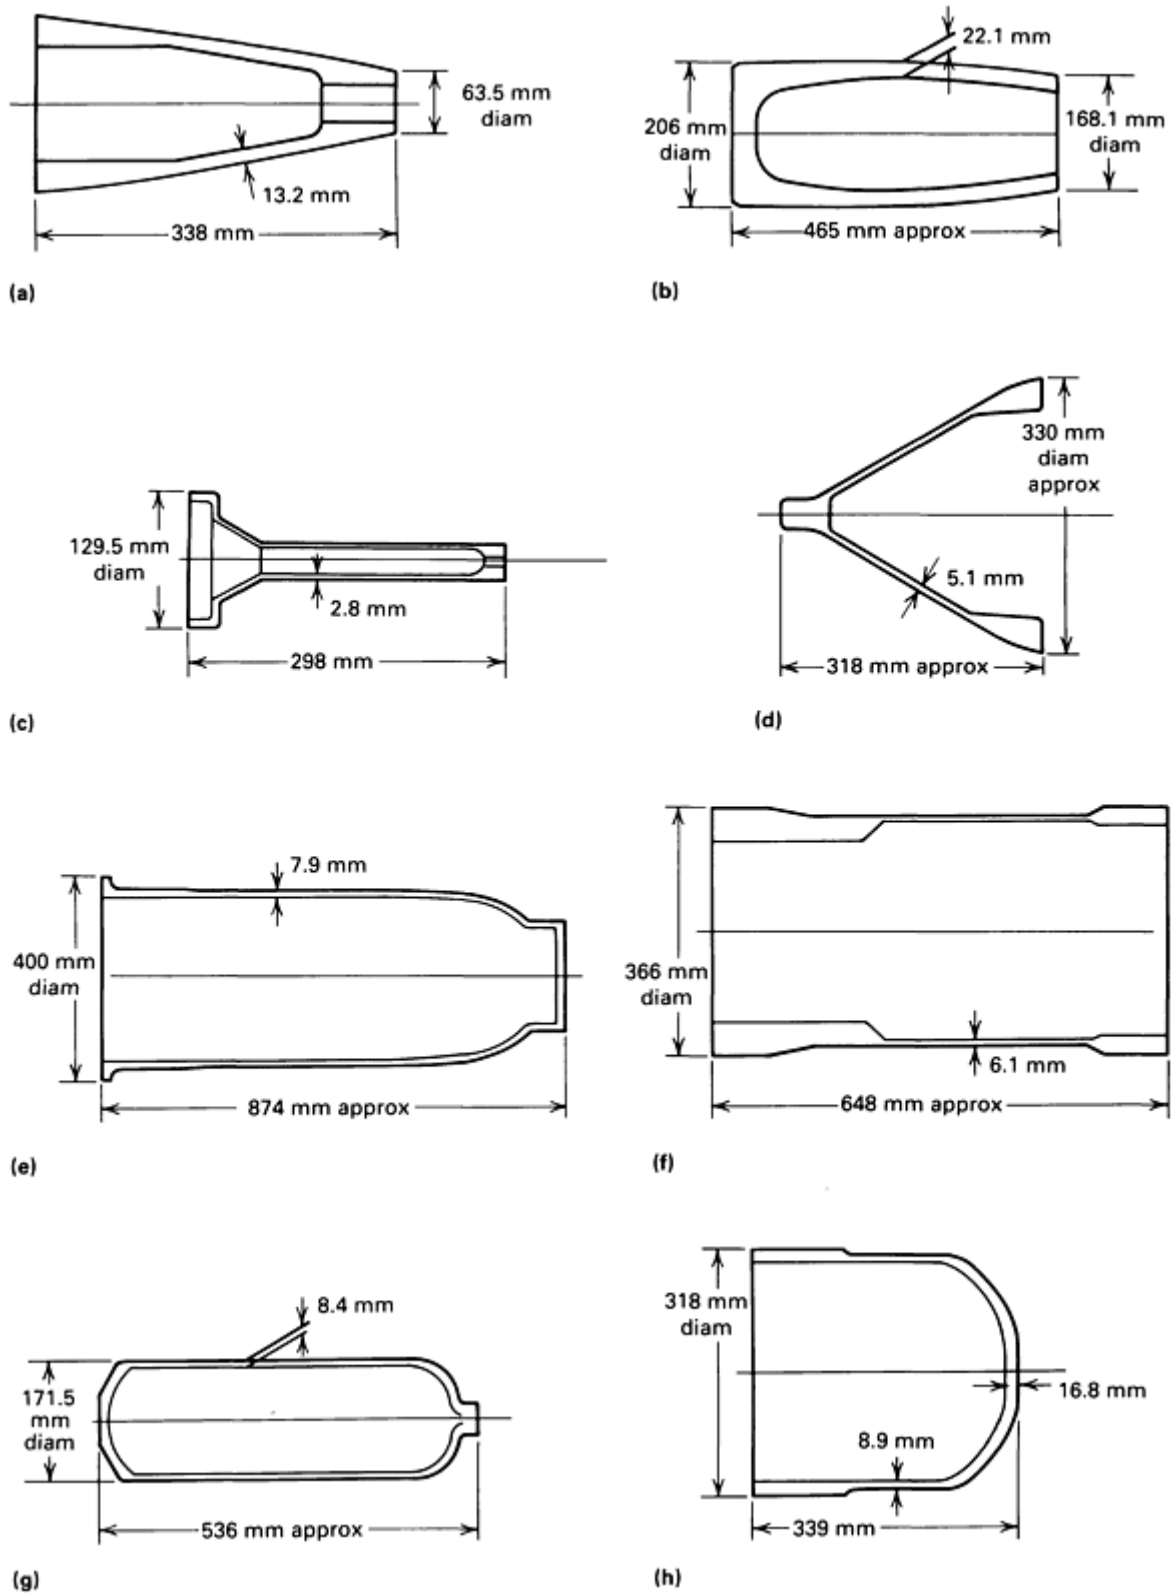 63.5 mm
diam
13.2 mm
338 mm
(a)
22.1 mm
206 mm
diam
168.1 mm
diam
465 mm approx
(b)
129.5 mm
diam
2.8 mm
298 mm
(c)
330 mm
diam
approx
5.1 mm
318 mm approx
(d)
7.9 mm
400 mm
diam
874 mm approx
(e)
366 mm
diam
6.1 mm
648 mm approx
(f)
8.4 mm
171.5
mm
diam
536 mm approx
(g)
318 mm
diam
16.8 mm
8.9 mm
339 mm
(h)